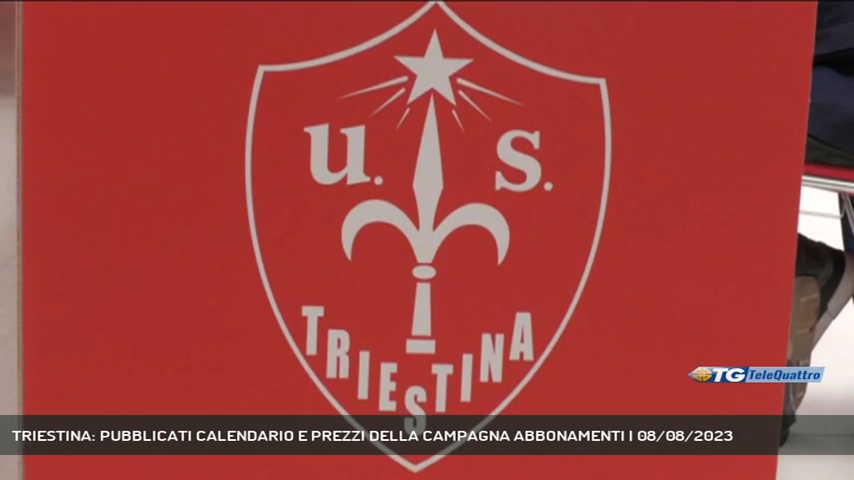 u. s.
TRIESTINA
TG TeleQuattro
TRIESTINA: PUBBLICATI CALENDARIO E PREZZI DELLA CAMPAGNA ABBONAMENTI | 08/08/2023